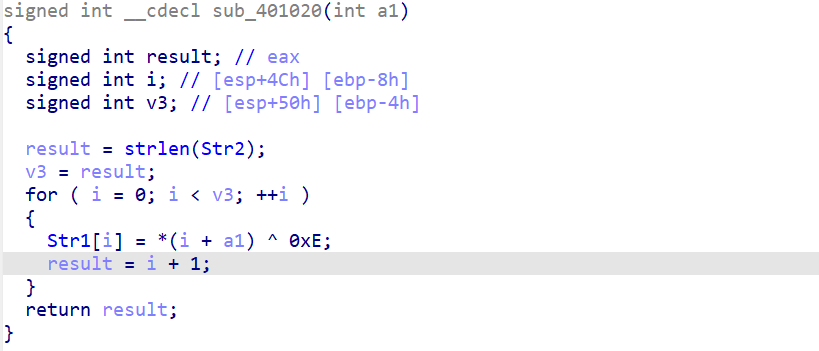 signed int __cdecl sub_401020(int a1)
{
  signed int result; // eax
  signed int i; // [esp+4Ch] [ebp-8h]
  signed int v3; // [esp+50h] [ebp-4h]

  result = strlen(Str2);
  v3 = result;
  for ( i = 0; i < v3; ++i )
  {
    Str1[i] = *(i + a1) ^ 0xE;
    result = i + 1;
  }
  return result;
}